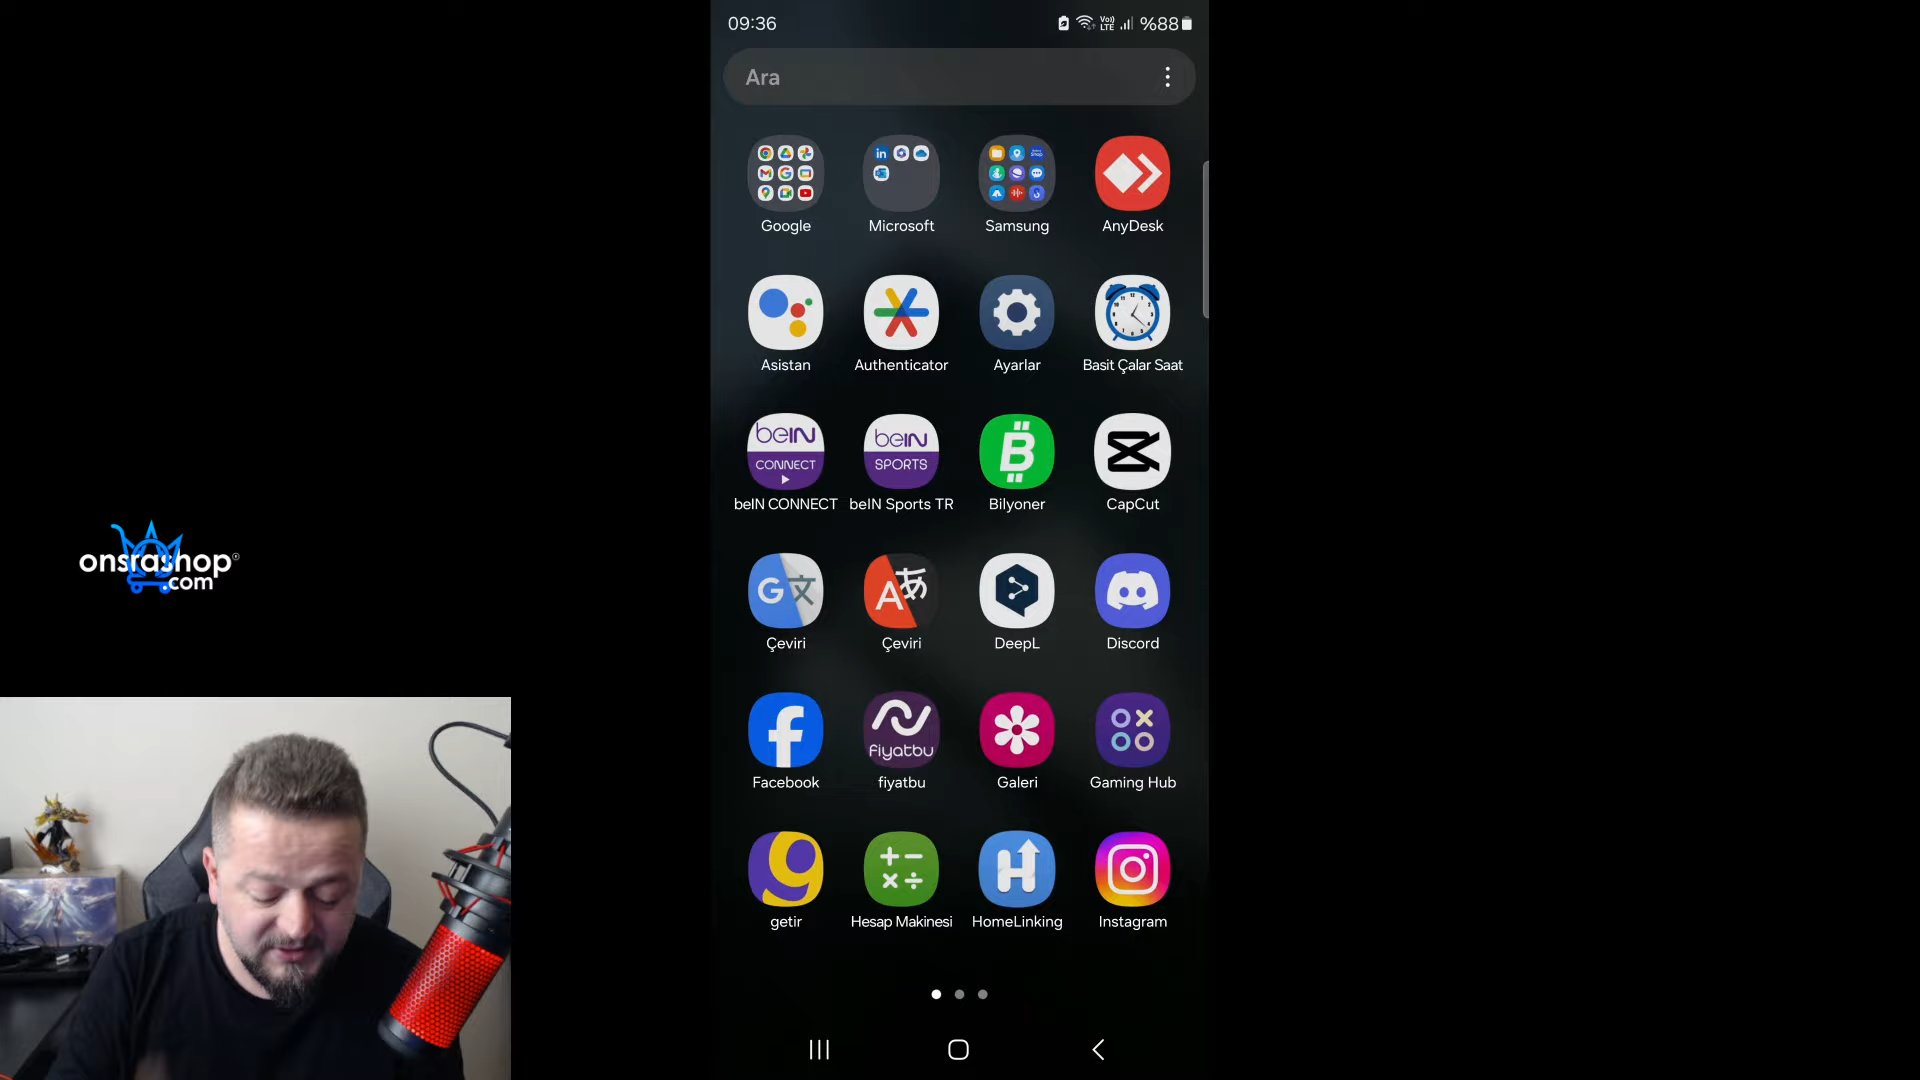 09:36
Vo))
LTE
%88
Ara
Google
Microsoft
Samsung
AnyDesk
Asistan
Authenticator
Ayarlar
Basit Çalar Saat
beIN
CONNECT
beIN
SPORTS
beIN CONNECT
beIN Sports TR
Bilyoner
CapCut
onsrashop®
.com
Çeviri
Çeviri
DeepL
Discord
fiyatbu
Facebook
fiyatbu
Galeri
Gaming Hub
getir
Hesap Makinesi
HomeLinking
Instagram